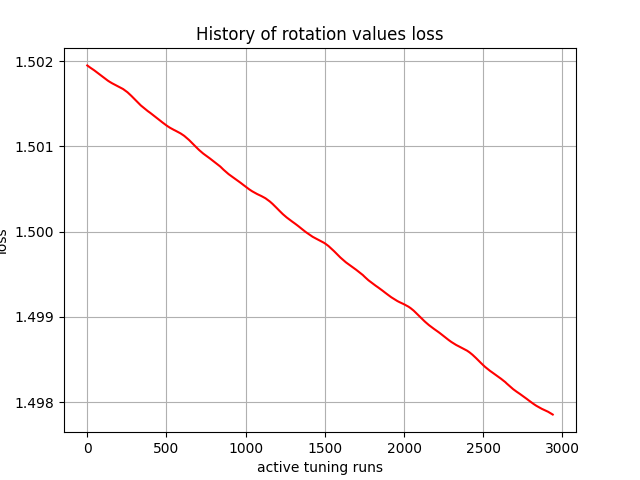 History of rotation values loss
1.502
1.501
1.500
1.499
1.498
loss
0 500 1000 1500 2000 2500 3000
active tuning runs